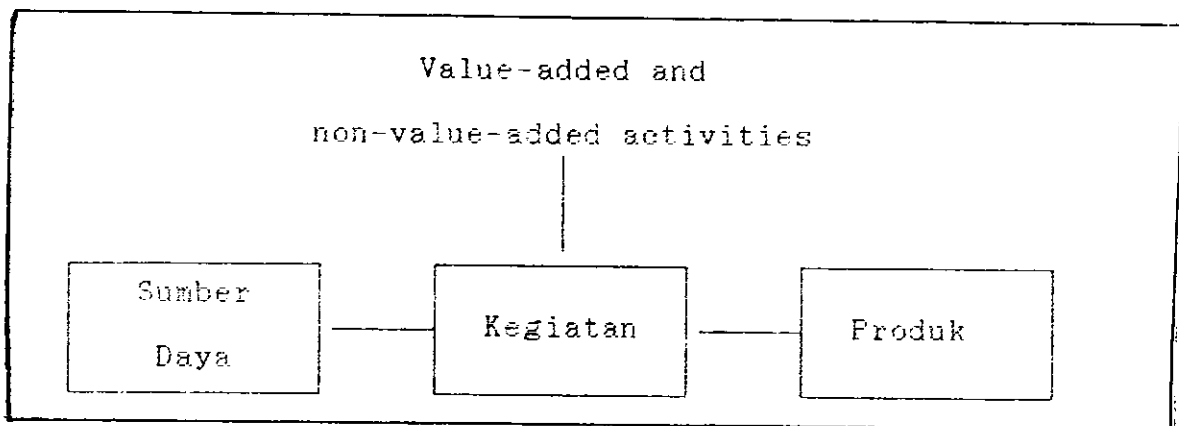 Value-added and
non-value-added activities
Sumber
Daya
Kegiatan
Produk